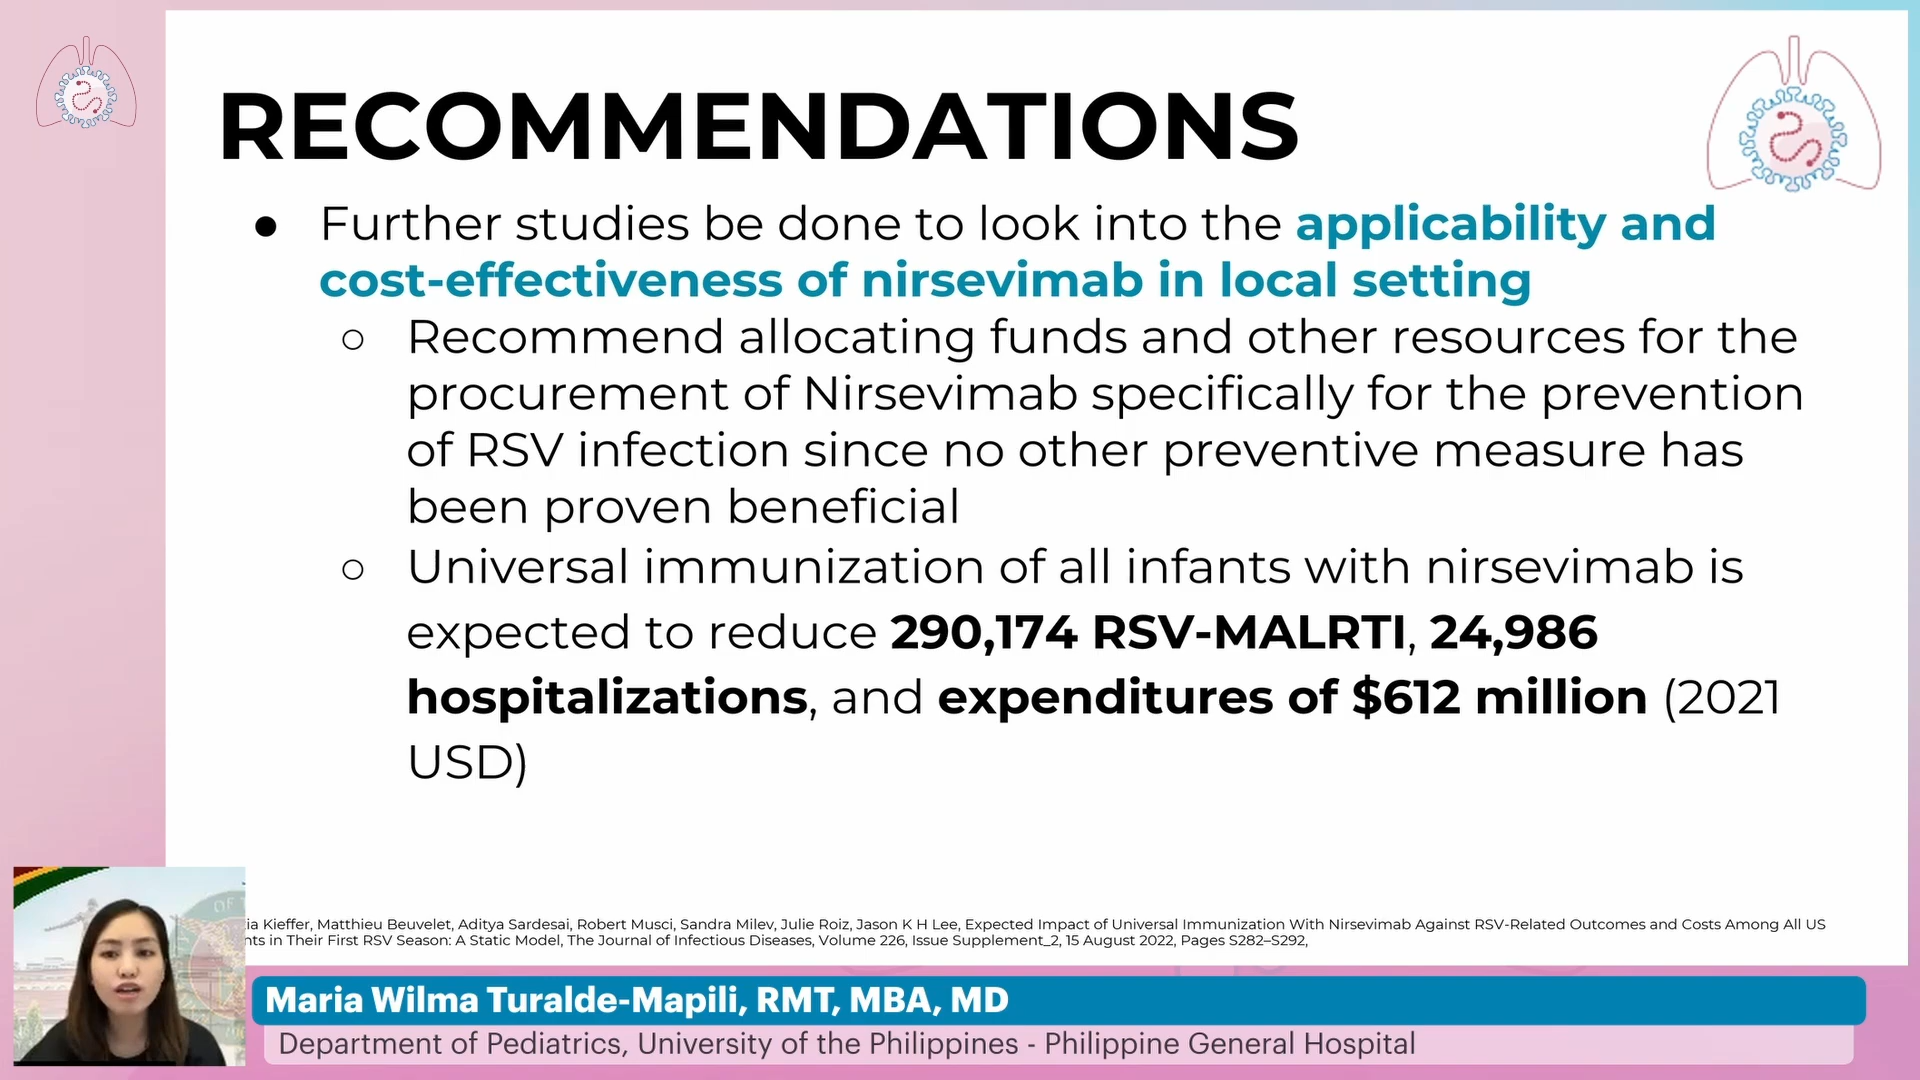 RECOMMENDATIONS
● Further studies be done to look into the applicability and
cost-effectiveness of nirsevimab in local setting
○ Recommend allocating funds and other resources for the
procurement of Nirsevimab specifically for the prevention
of RSV infection since no other preventive measure has
been proven beneficial
○ Universal immunization of all infants with nirsevimab is
expected to reduce 290,174 RSV-MALRTI, 24,986
hospitalizations, and expenditures of $612 million (2021
USD)
Kieffer, Matthieu Beuvelet, Aditya Sardesai, Robert Musci, Sandra Milev, Julie Roiz, Jason K H Lee, Expected Impact of Universal Immunization With Nirsevimab Against RSV-Related Outcomes and Costs Among All US
in Their First RSV Season: A Static Model, The Journal of Infectious Diseases, Volume 226, Issue Supplement_2, 15 August 2022, Pages S282–S292,
Maria Wilma Turalde-Mapili, RMT, MBA, MD
Department of Pediatrics, University of the Philippines - Philippine General Hospital